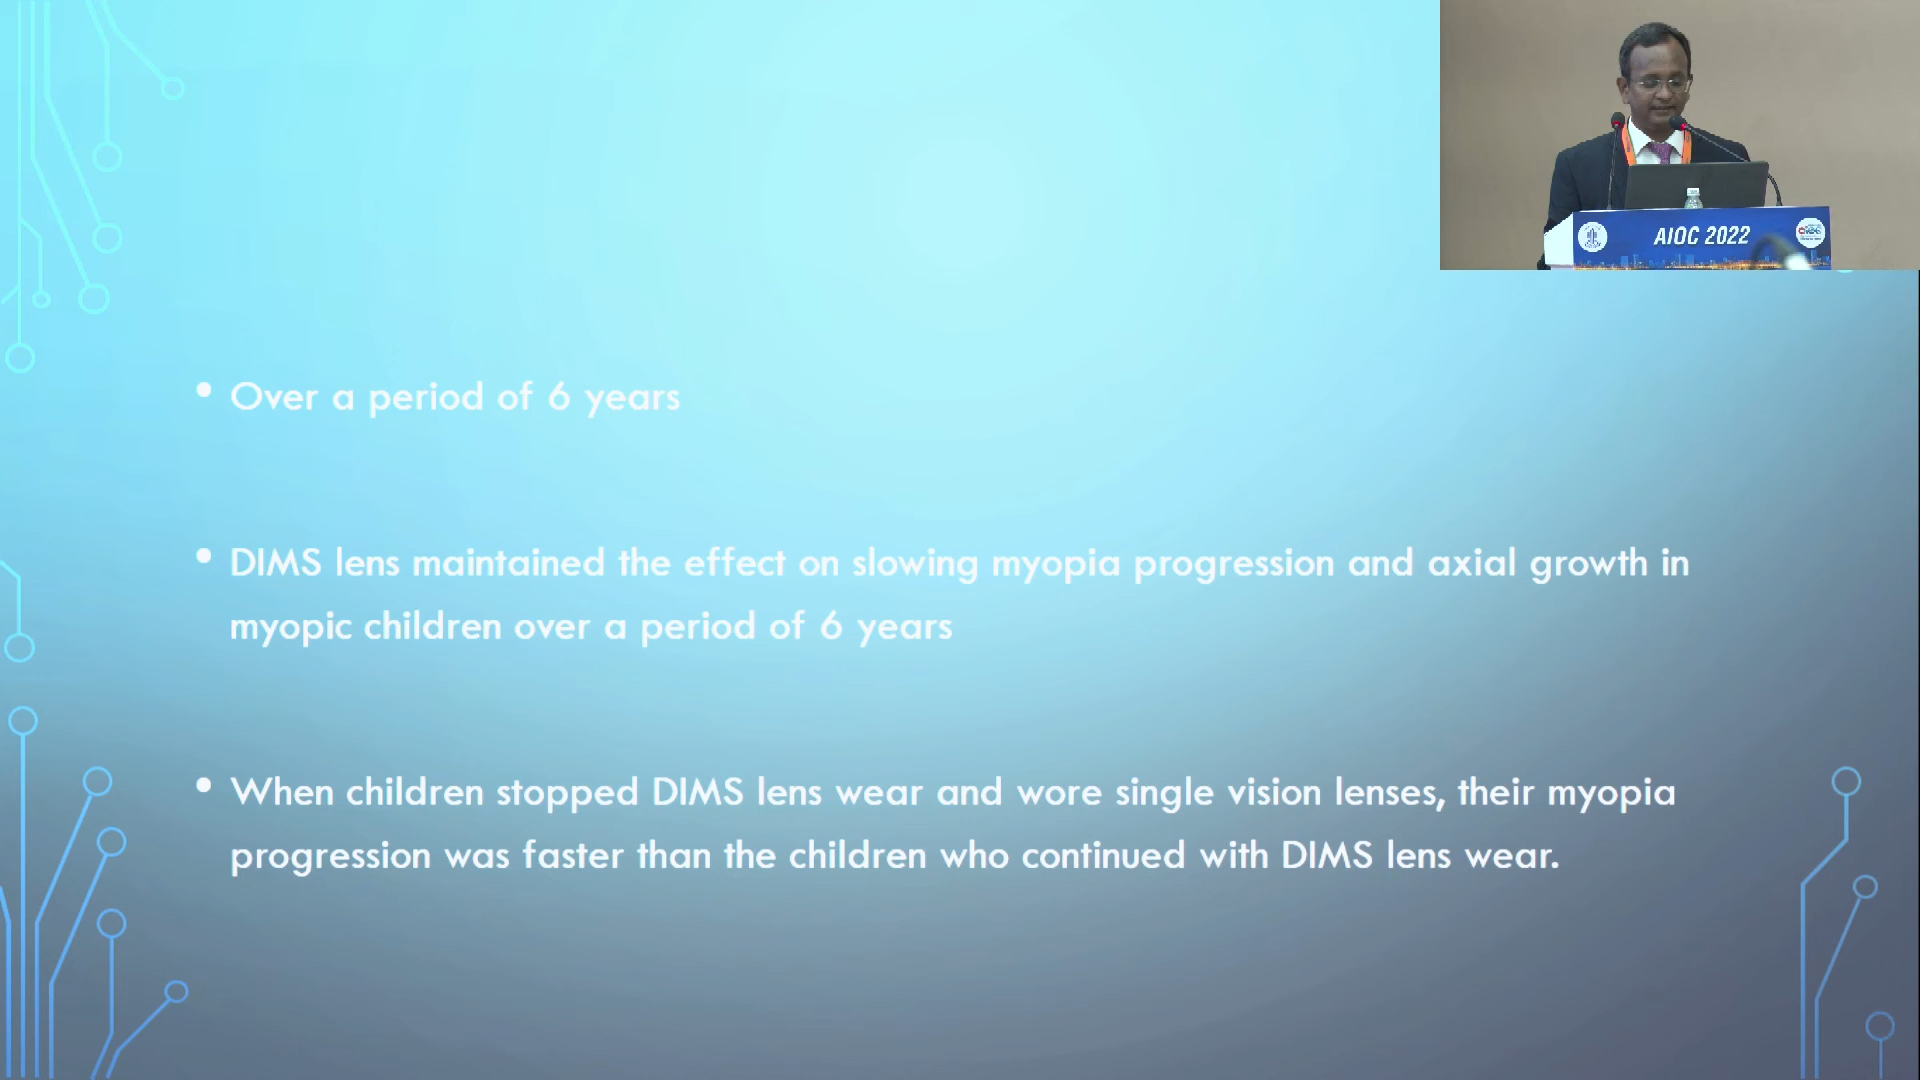 AIOC 2022
• Over a period of 6 years
• DIMS lens maintained the effect on slowing myopia progression and axial growth in
myopic children over a period of 6 years
• When children stopped DIMS lens wear and wore single vision lenses, their myopia
progression was faster than the children who continued with DIMS lens wear.